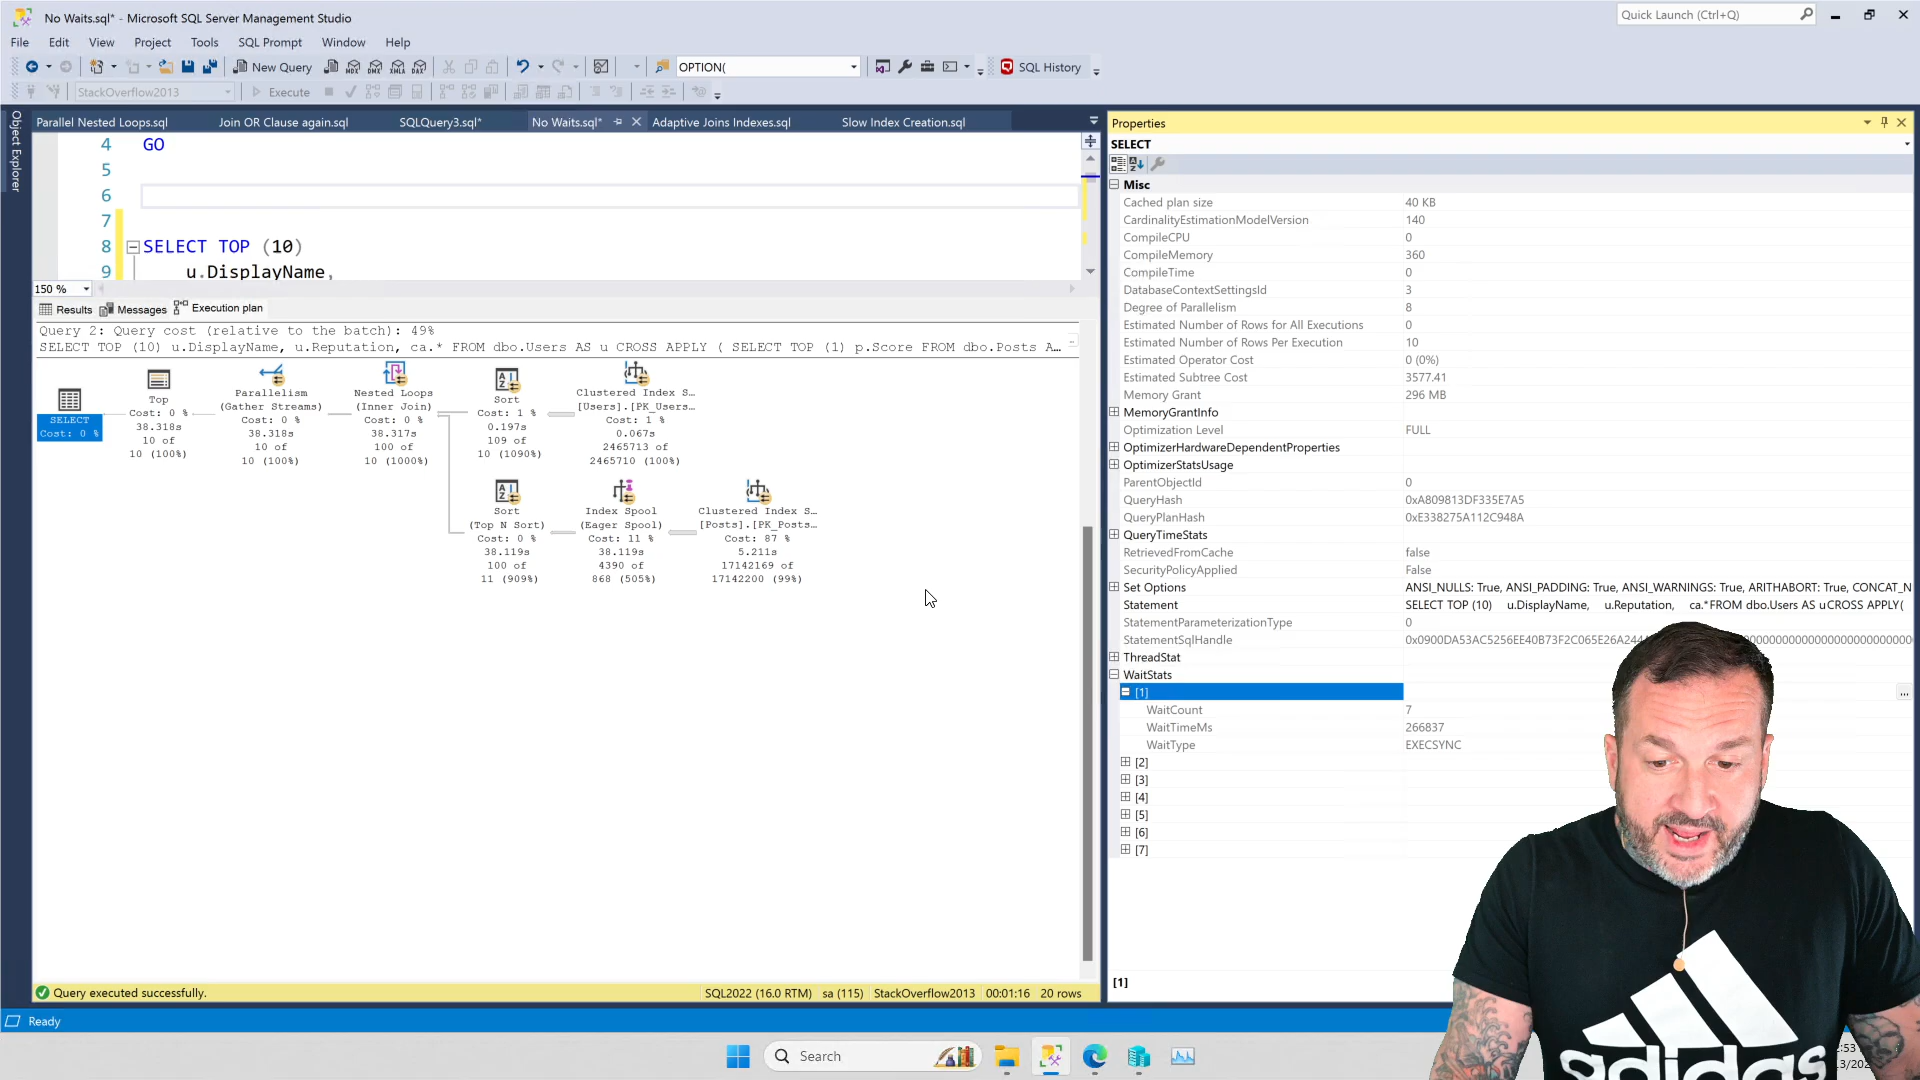 No Waits.sql* - Microsoft SQL Server Management Studio
Quick Launch (Ctrl+Q)
File Edit View Project Tools SQL Prompt Window Help
New Query MDX DMX XMLA DAX OPTION( SQL History
StackOverflow2013 Execute
Object Explorer
Parallel Nested Loops.sql Join OR Clause again.sql SQLQuery3.sql* No Waits.sql* Adaptive Joins Indexes.sql Slow Index Creation.sql
4 GO
5
6
7
8 SELECT TOP (10)
9 u.DisplayName,
150 %
Results Messages Execution plan
Query 2: Query cost (relative to the batch): 49%
SELECT TOP (10) u.DisplayName, u.Reputation, ca.* FROM dbo.Users AS u CROSS APPLY ( SELECT TOP (1) p.Score FROM dbo.Posts A...
SELECT
Cost: 0 %
Top
Cost: 0 %
38.318s
10 of
10 (100%)
Parallelism
(Gather Streams)
Cost: 0 %
38.318s
10 of
10 (100%)
Nested Loops
(Inner Join)
Cost: 0 %
38.317s
100 of
10 (1000%)
Sort
Cost: 1 %
0.197s
109 of
10 (1090%)
Clustered Index S...
[Users].[PK_Users...
Cost: 1 %
0.067s
2465713 of
2465710 (100%)
Sort
(Top N Sort)
Cost: 0 %
38.119s
100 of
11 (909%)
Index Spool
(Eager Spool)
Cost: 11 %
38.119s
4390 of
868 (505%)
Clustered Index S...
[Posts].[PK_Posts...
Cost: 87 %
5.211s
17142169 of
17142200 (99%)
Query executed successfully. SQL2022 (16.0 RTM) sa (115) StackOverflow2013 00:01:16 20 rows
Ready
Properties
SELECT
Misc
Cached plan size 40 KB
CardinalityEstimationModelVersion 140
CompileCPU 0
CompileMemory 360
CompileTime 0
DatabaseContextSettingsId 3
Degree of Parallelism 8
Estimated Number of Rows for All Executions 0
Estimated Number of Rows Per Execution 10
Estimated Operator Cost 0 (0%)
Estimated Subtree Cost 3577.41
Memory Grant 296 MB
MemoryGrantInfo
Optimization Level FULL
OptimizerHardwareDependentProperties
OptimizerStatsUsage
ParentObjectId 0
QueryHash 0xA809813DF335E7A5
QueryPlanHash 0xE338275A112C948A
QueryTimeStats
RetrievedFromCache false
SecurityPolicyApplied False
Set Options ANSI_NULLS: True, ANSI_PADDING: True, ANSI_WARNINGS: True, ARITHABORT: True, CONCAT_N
Statement SELECT TOP (10) u.DisplayName, u.Reputation, ca.*FROM dbo.Users AS uCROSS APPLY(
StatementParameterizationType 0
StatementSqlHandle
ThreadStat
WaitStats
[1] ...
WaitCount 7
WaitTimeMs 266837
WaitType EXECSYNC
[2]
[3]
[4]
[5]
[6]
[7]
[1]
Search
adidas